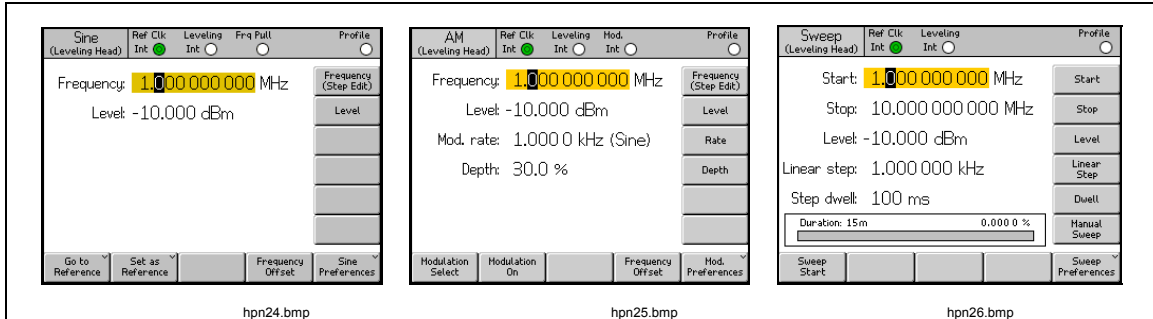 Sine
(Leveling Head)
Ref Clk Leveling Frq Pull Profile
Int Int
Frequency: 1.000 000 000 MHz
Level: -10.000 dBm
Frequency
(Step Edit)
Level
Go to
Reference
Set as
Reference
Frequency
Offset
Sine
Preferences
hpn24.bmp
AM
(Leveling Head)
Ref Clk Leveling Mod. Profile
Int Int Int
Frequency: 1.000 000 000 MHz
Level: -10.000 dBm
Mod. rate: 1.000 0 kHz (Sine)
Depth: 30.0 %
Frequency
(Step Edit)
Level
Rate
Depth
Modulation
Select
Modulation
On
Frequency
Offset
Mod.
Preferences
hpn25.bmp
Sweep
(Leveling Head)
Ref Clk Leveling Profile
Int Int
Start: 1.000 000 000 MHz
Stop: 10.000 000 000 MHz
Level: -10.000 dBm
Linear step: 1.000 000 kHz
Step dwell: 100 ms
Duration: 15m 0.000 0 %
Start
Stop
Level
Linear
Step
Dwell
Manual
Sweep
Sweep
Start
Sweep
Preferences
hpn26.bmp